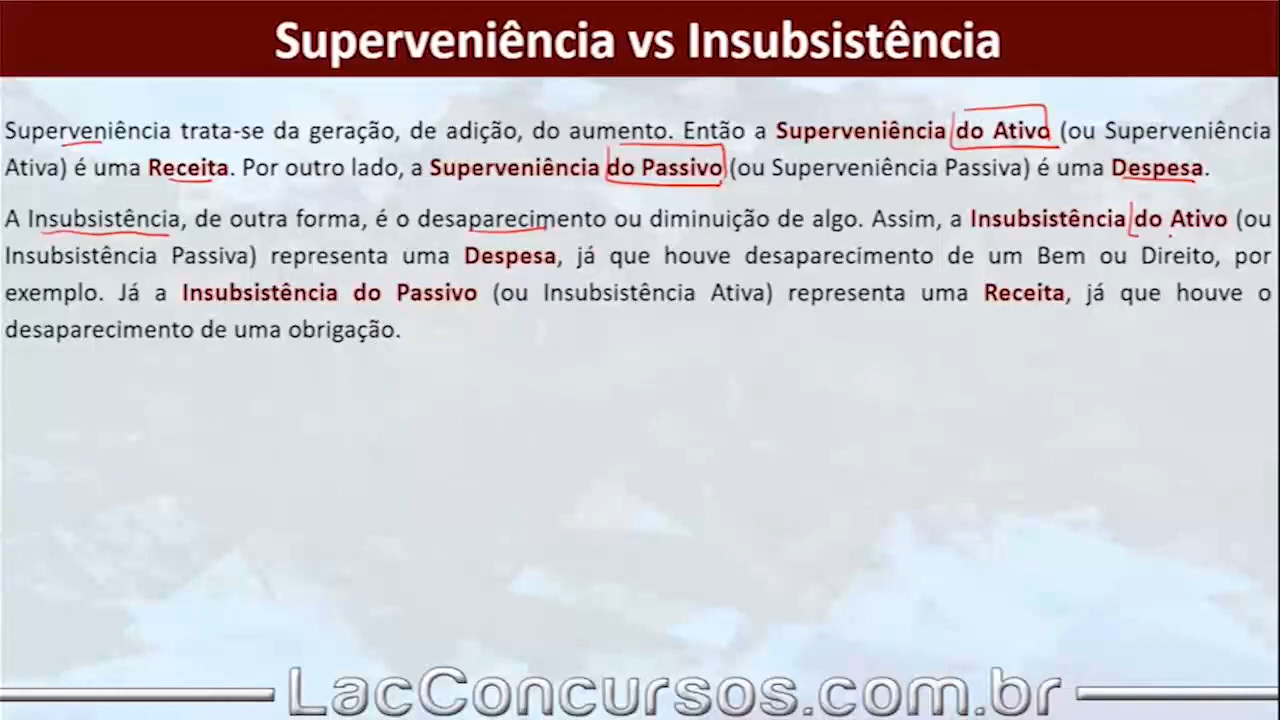 Superveniência vs Insubsistência
Superveniência trata-se da geração, de adição, do aumento. Então a Superveniência do Ativo (ou Superveniência
Ativa) é uma Receita. Por outro lado, a Superveniência do Passivo (ou Superveniência Passiva) é uma Despesa.
A Insubsistência, de outra forma, é o desaparecimento ou diminuição de algo. Assim, a Insubsistência do Ativo (ou
Insubsistência Passiva) representa uma Despesa, já que houve desaparecimento de um Bem ou Direito, por
exemplo. Já a Insubsistência do Passivo (ou Insubsistência Ativa) representa uma Receita, já que houve o
desaparecimento de uma obrigação.
LacConcursos.com.br